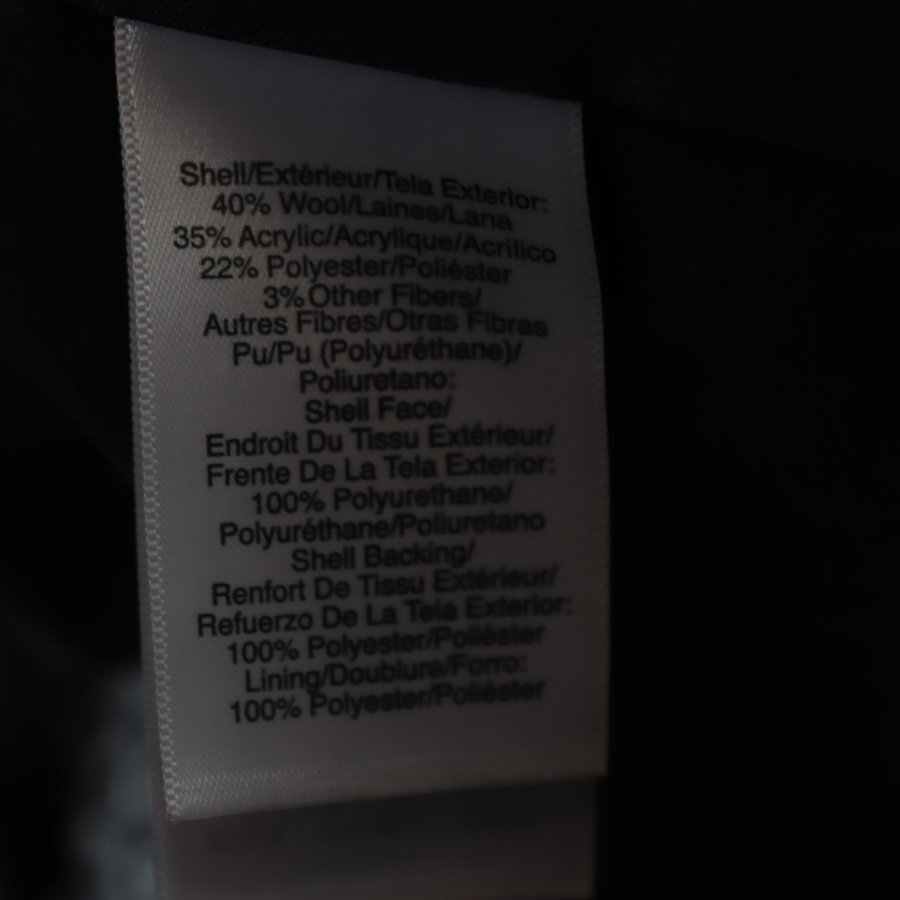 Shell/Extérieur/Tela Exterior:
40% Wool/Laines/Lana
35% Acrylic/Acrylique/Acrílico
22% Polyester/Poliéster
3% Other Fibers/
Autres Fibres/Otras Fibras
Pu/Pu (Polyuréthane)/
Poliuretano:
Shell Face/
Endroit Du Tissu Extérieur/
Frente De La Tela Exterior:
100% Polyurethane/
Polyuréthane/Poliuretano
Shell Backing/
Renfort De Tissu Extérieur/
Refuerzo De La Tela Exterior:
100% Polyester/Poliéster
Lining/Doublure/Forro:
100% Polyester/Poliéster